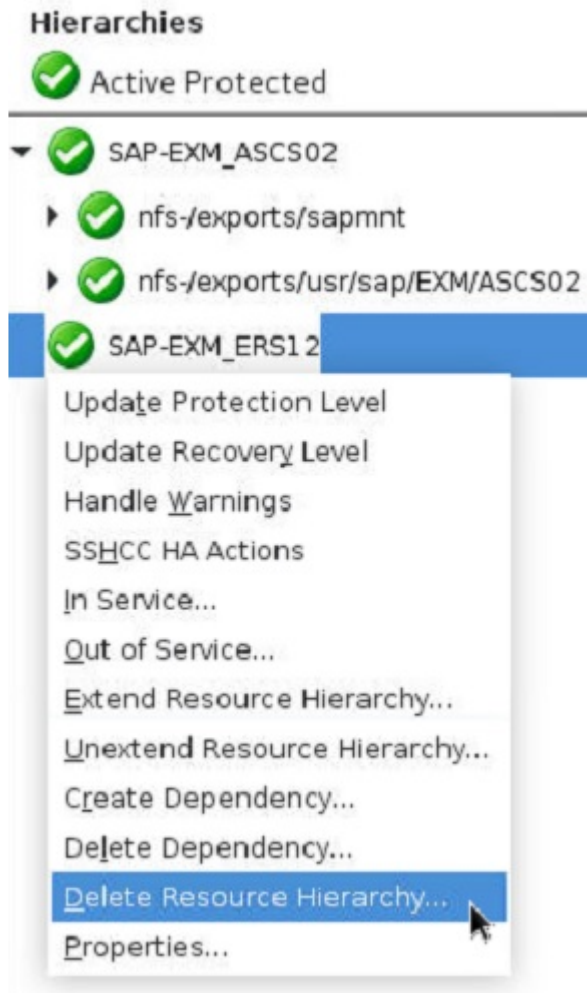 Hierarchies
Active Protected
SAP-EXM_ASCS02
nfs-/exports/sapmnt
nfs-/exports/usr/sap/EXM/ASCS02
SAP-EXM_ERS12
Update Protection Level
Update Recovery Level
Handle Warnings
SSHCC HA Actions
In Service...
Out of Service...
Extend Resource Hierarchy...
Unextend Resource Hierarchy...
Create Dependency...
Delete Dependency...
Delete Resource Hierarchy...
Properties...